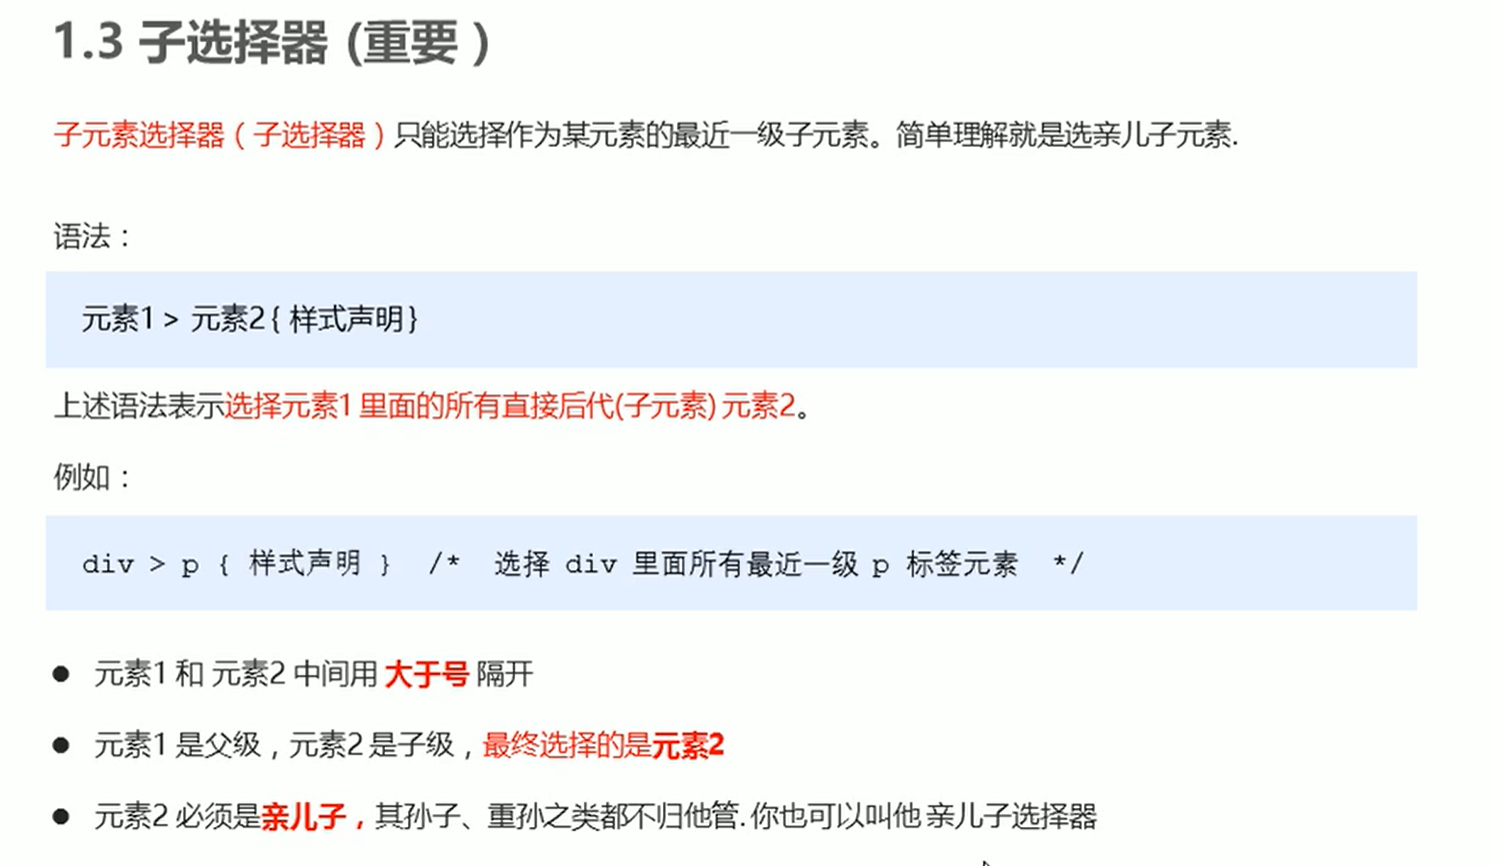 1.3 子选择器 (重要 )
子元素选择器（子选择器）只能选择作为某元素的最近一级子元素。简单理解就是选亲儿子元素.
语法：
元素1 > 元素2{ 样式声明}
上述语法表示选择元素1 里面的所有直接后代(子元素) 元素2。
例如：
div > p { 样式声明 } /* 选择 div 里面所有最近一级 p 标签元素 */
● 元素1 和 元素2 中间用 大于号 隔开
● 元素1 是父级，元素2 是子级，最终选择的是元素2
● 元素2 必须是亲儿子，其孙子、重孙之类都不归他管. 你也可以叫他 亲儿子选择器